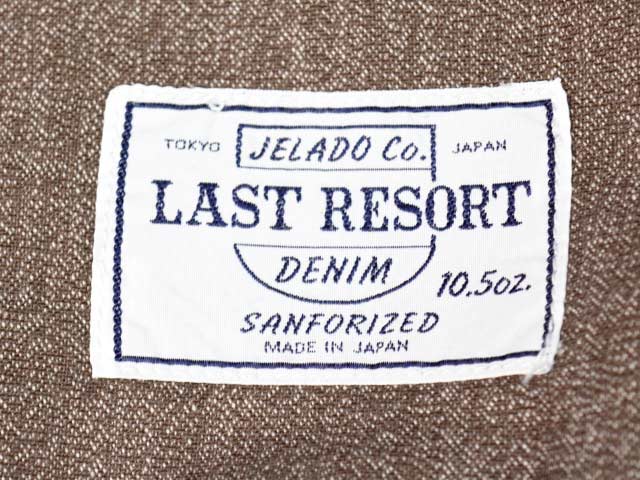 TOKYO JELADO Co. JAPAN
LAST RESORT
DENIM
10.5oz.
SANFORIZED
MADE IN JAPAN